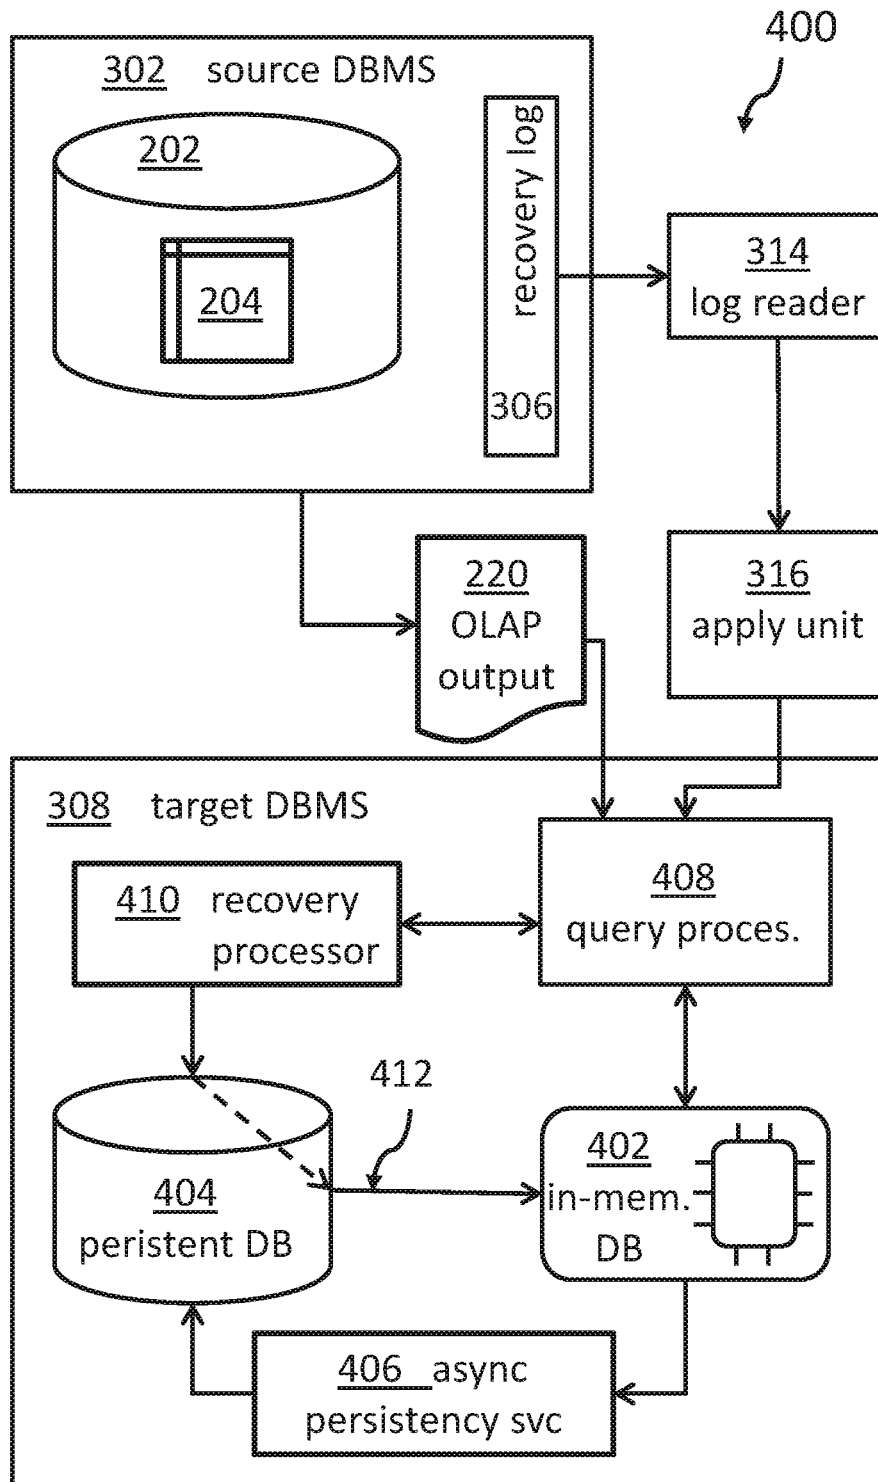 400
302 source DBMS
202
204
recovery log
306
314
log reader
220
OLAP
output
316
apply unit
308 target DBMS
410 recovery
processor
408
query proces.
412
404
peristent DB
402
in-mem.
DB
406 async
persistency svc